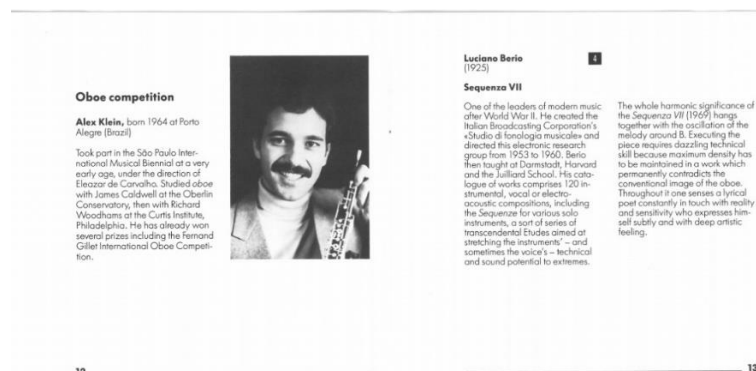 Oboe competition
Alex Klein, born 1964 at Porto
Alegre (Brazil)
Took part in the São Paulo Inter-
national Musical Biennial at a very
early age, under the direction of
Eleazar de Carvalho. Studied oboe
with James Caldwell at the Oberlin
Conservatory, then with Richard
Woodhams at the Curtis Institute,
Philadelphia. He has already won
several prizes including the Fernand
Gillet International Oboe Competi-
tion.
Luciano Berio
(1925)
4
Sequenza VII
One of the leaders of modern music
after World War II. He created the
Italian Broadcasting Corporation's
«Studio di fonologia musicale» and
directed this electronic research
group from 1953 to 1960. Berio
then taught at Darmstadt, Harvard
and the Juilliard School. His cata-
logue of works comprises 120 in-
strumental, vocal or electro-
acoustic compositions, including
the Sequenze for various solo
instruments, a sort of series of
transcendental Etudes aimed at
stretching the instruments' – and
sometimes the voice's – technical
and sound potential to extremes.
The whole harmonic significance of
the Sequenza VII (1969) hangs
together with the oscillation of the
melody around B. Executing the
piece requires dazzling technical
skill because maximum density has
to be maintained in a work which
permanently contradicts the
conventional image of the oboe.
Throughout it one senses a lyrical
poet constantly in touch with reality
and sensitivity who expresses him-
self subtly and with deep artistic
feeling.